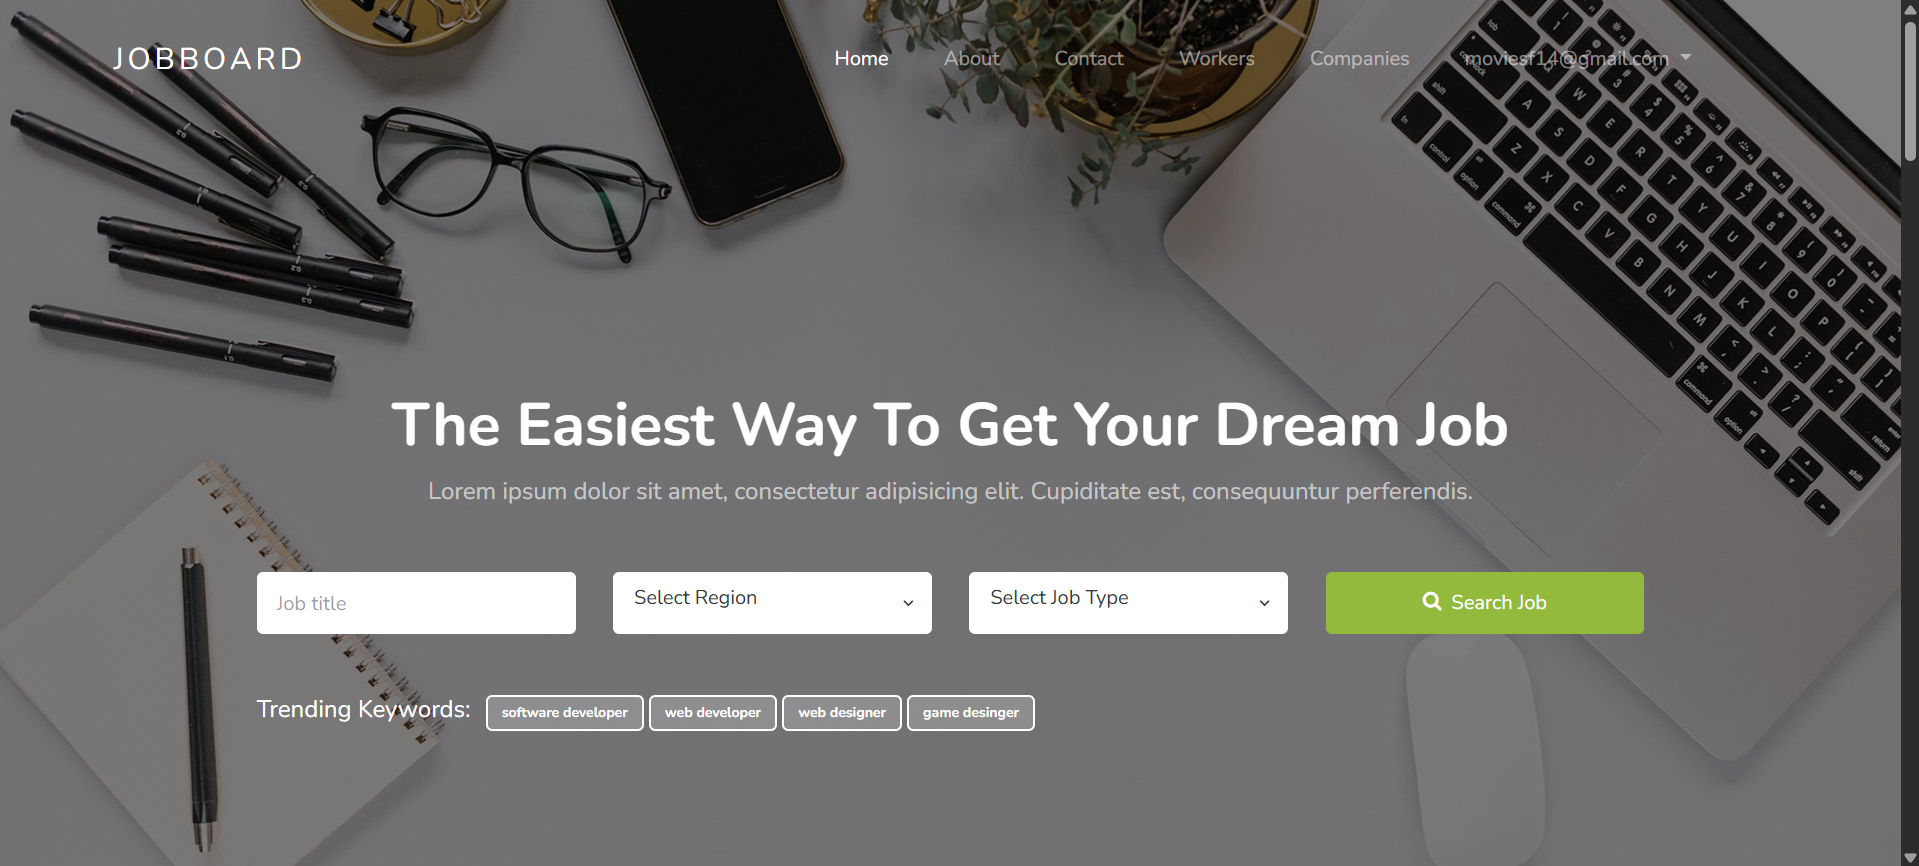 JOBBOARD
Home About Contact Workers Companies moviesf14@gmail.com
The Easiest Way To Get Your Dream Job
Lorem ipsum dolor sit amet, consectetur adipisicing elit. Cupiditate est, consequuntur perferendis.
Job title
Select Region
Select Job Type
Search Job
Trending Keywords: software developer web developer web designer game desinger